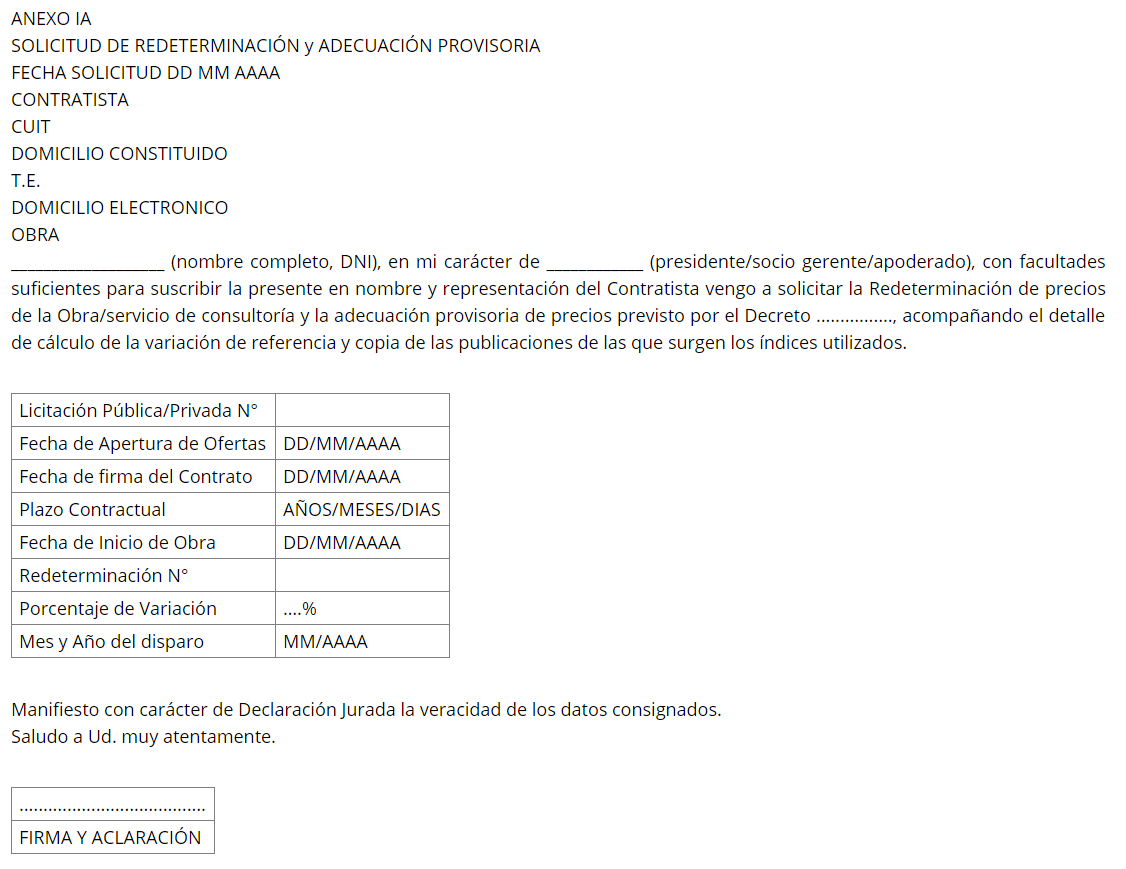 ANEXO IA
SOLICITUD DE REDETERMINACIÓN y ADECUACIÓN PROVISORIA
FECHA SOLICITUD DD MM AAAA
CONTRATISTA
CUIT
DOMICILIO CONSTITUIDO
T.E.
DOMICILIO ELECTRONICO
OBRA
___________________ (nombre completo, DNI), en mi carácter de ____________ (presidente/socio gerente/apoderado), con facultades
suficientes para suscribir la presente en nombre y representación del Contratista vengo a solicitar la Redeterminación de precios
de la Obra/servicio de consultoría y la adecuación provisoria de precios previsto por el Decreto ................, acompañando el detalle
de cálculo de la variación de referencia y copia de las publicaciones de las que surgen los índices utilizados.
Licitación Pública/Privada N°
Fecha de Apertura de Ofertas DD/MM/AAAA
Fecha de firma del Contrato DD/MM/AAAA
Plazo Contractual AÑOS/MESES/DIAS
Fecha de Inicio de Obra DD/MM/AAAA
Redeterminación N°
Porcentaje de Variación ....%
Mes y Año del disparo MM/AAAA
Manifiesto con carácter de Declaración Jurada la veracidad de los datos consignados.
Saludo a Ud. muy atentamente.
.......................................
FIRMA Y ACLARACIÓN